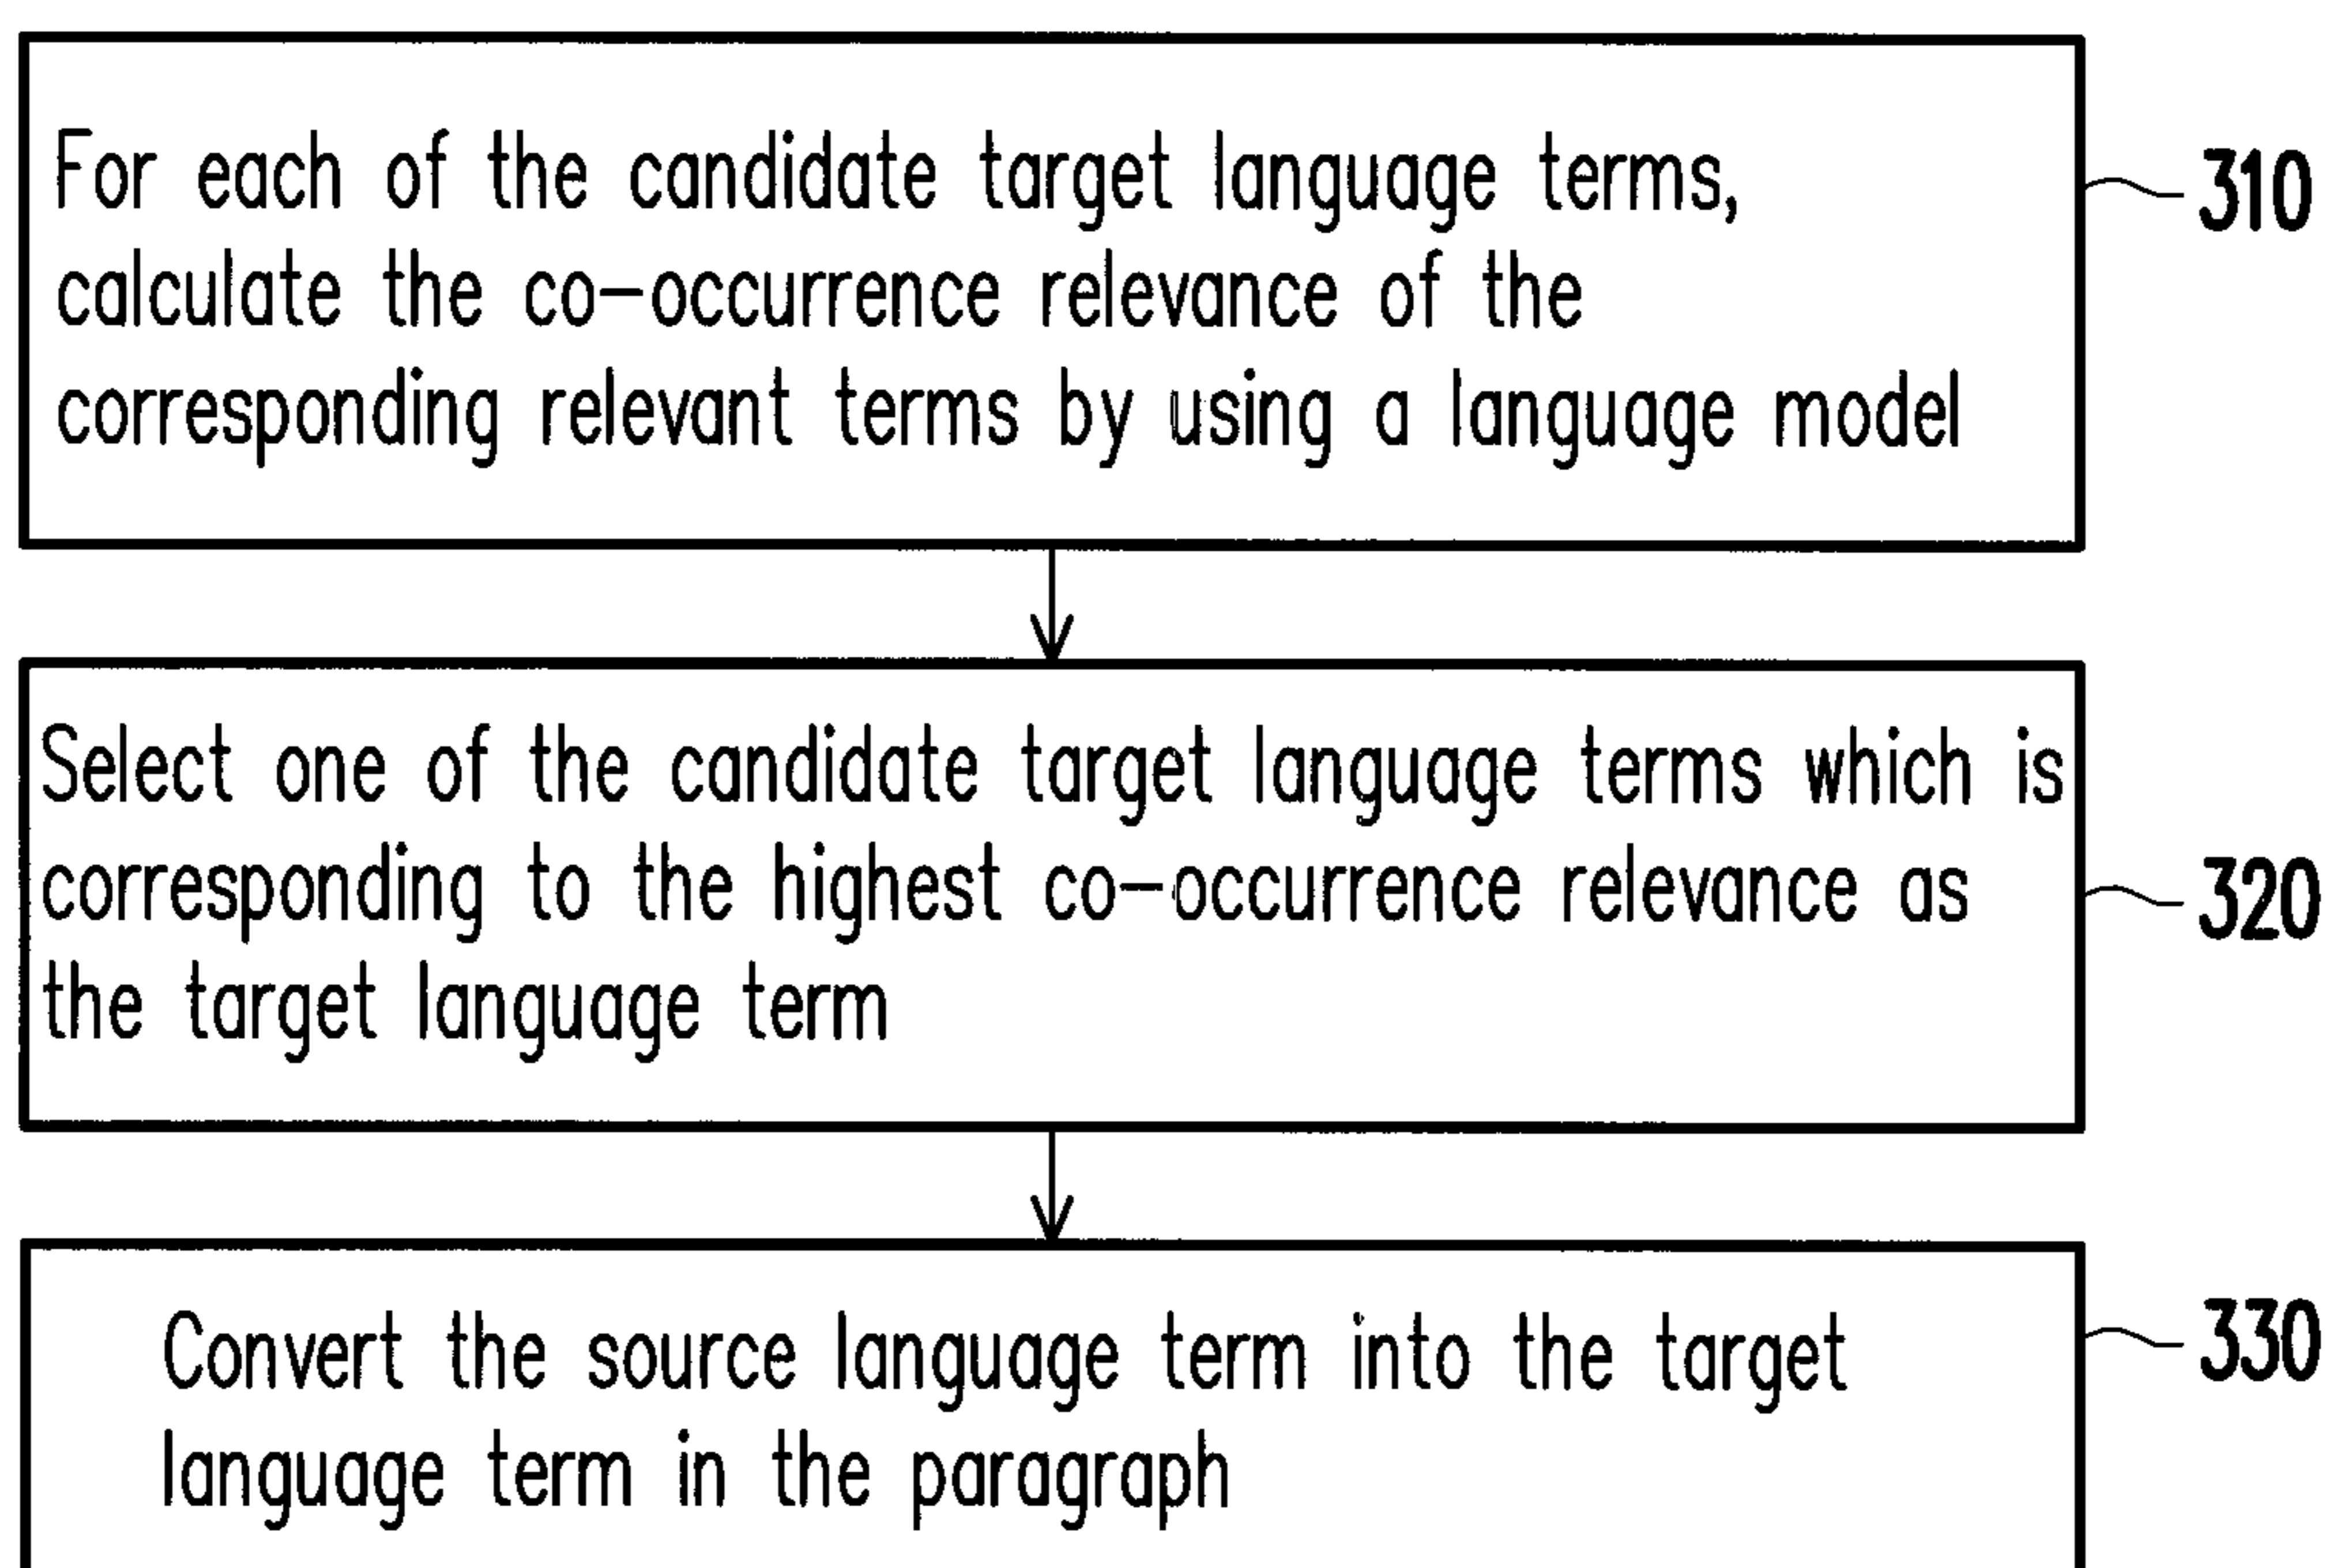 For each of the candidate target language terms,
310
calculate the co-occurrence relevance of the
corresponding relevant terms by using a language model
Select one of the candidate target language terms which is
corresponding to the highest co-occurrence relevance as
320
the target language term
Convert the source language term into the target
330
language term in the paragraph